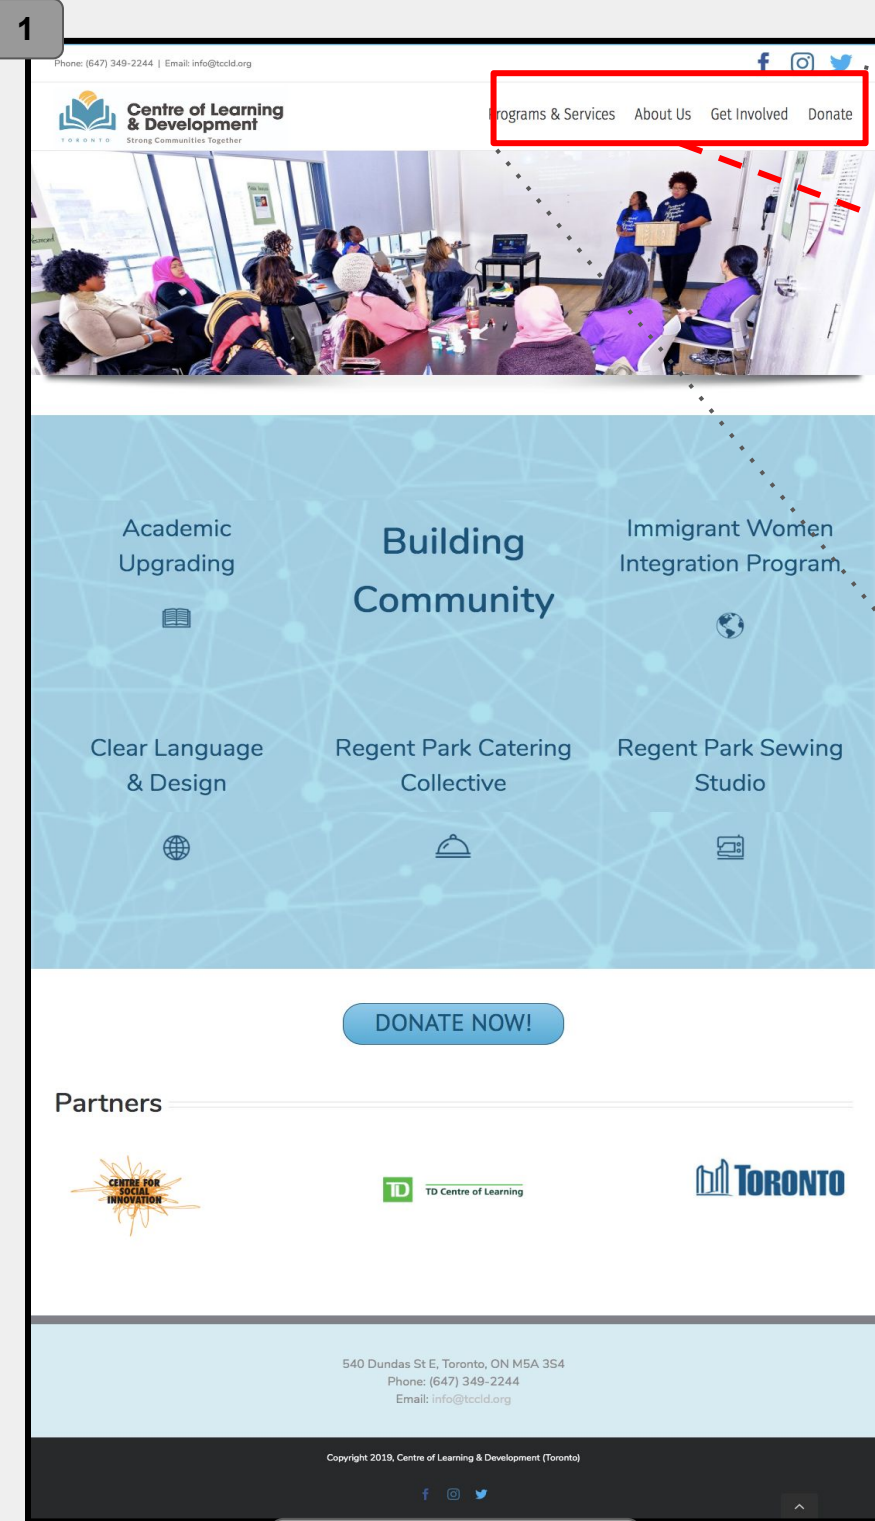 1
Phone: (647) 349-2244 | Email: info@tccld.org
Centre of Learning
& Development
TORONTO
Strong Communities Together
Programs & Services About Us Get Involved Donate
Academic
Upgrading
Building
Community
Immigrant Women
Integration Program
Clear Language
& Design
Regent Park Catering
Collective
Regent Park Sewing
Studio
DONATE NOW!
Partners
CENTRE FOR
SOCIAL
INNOVATION
TD TD Centre of Learning
TORONTO
540 Dundas St E, Toronto, ON M5A 3S4
Phone: (647) 349-2244
Email: info@tccld.org
Copyright 2019, Centre of Learning & Development (Toronto)